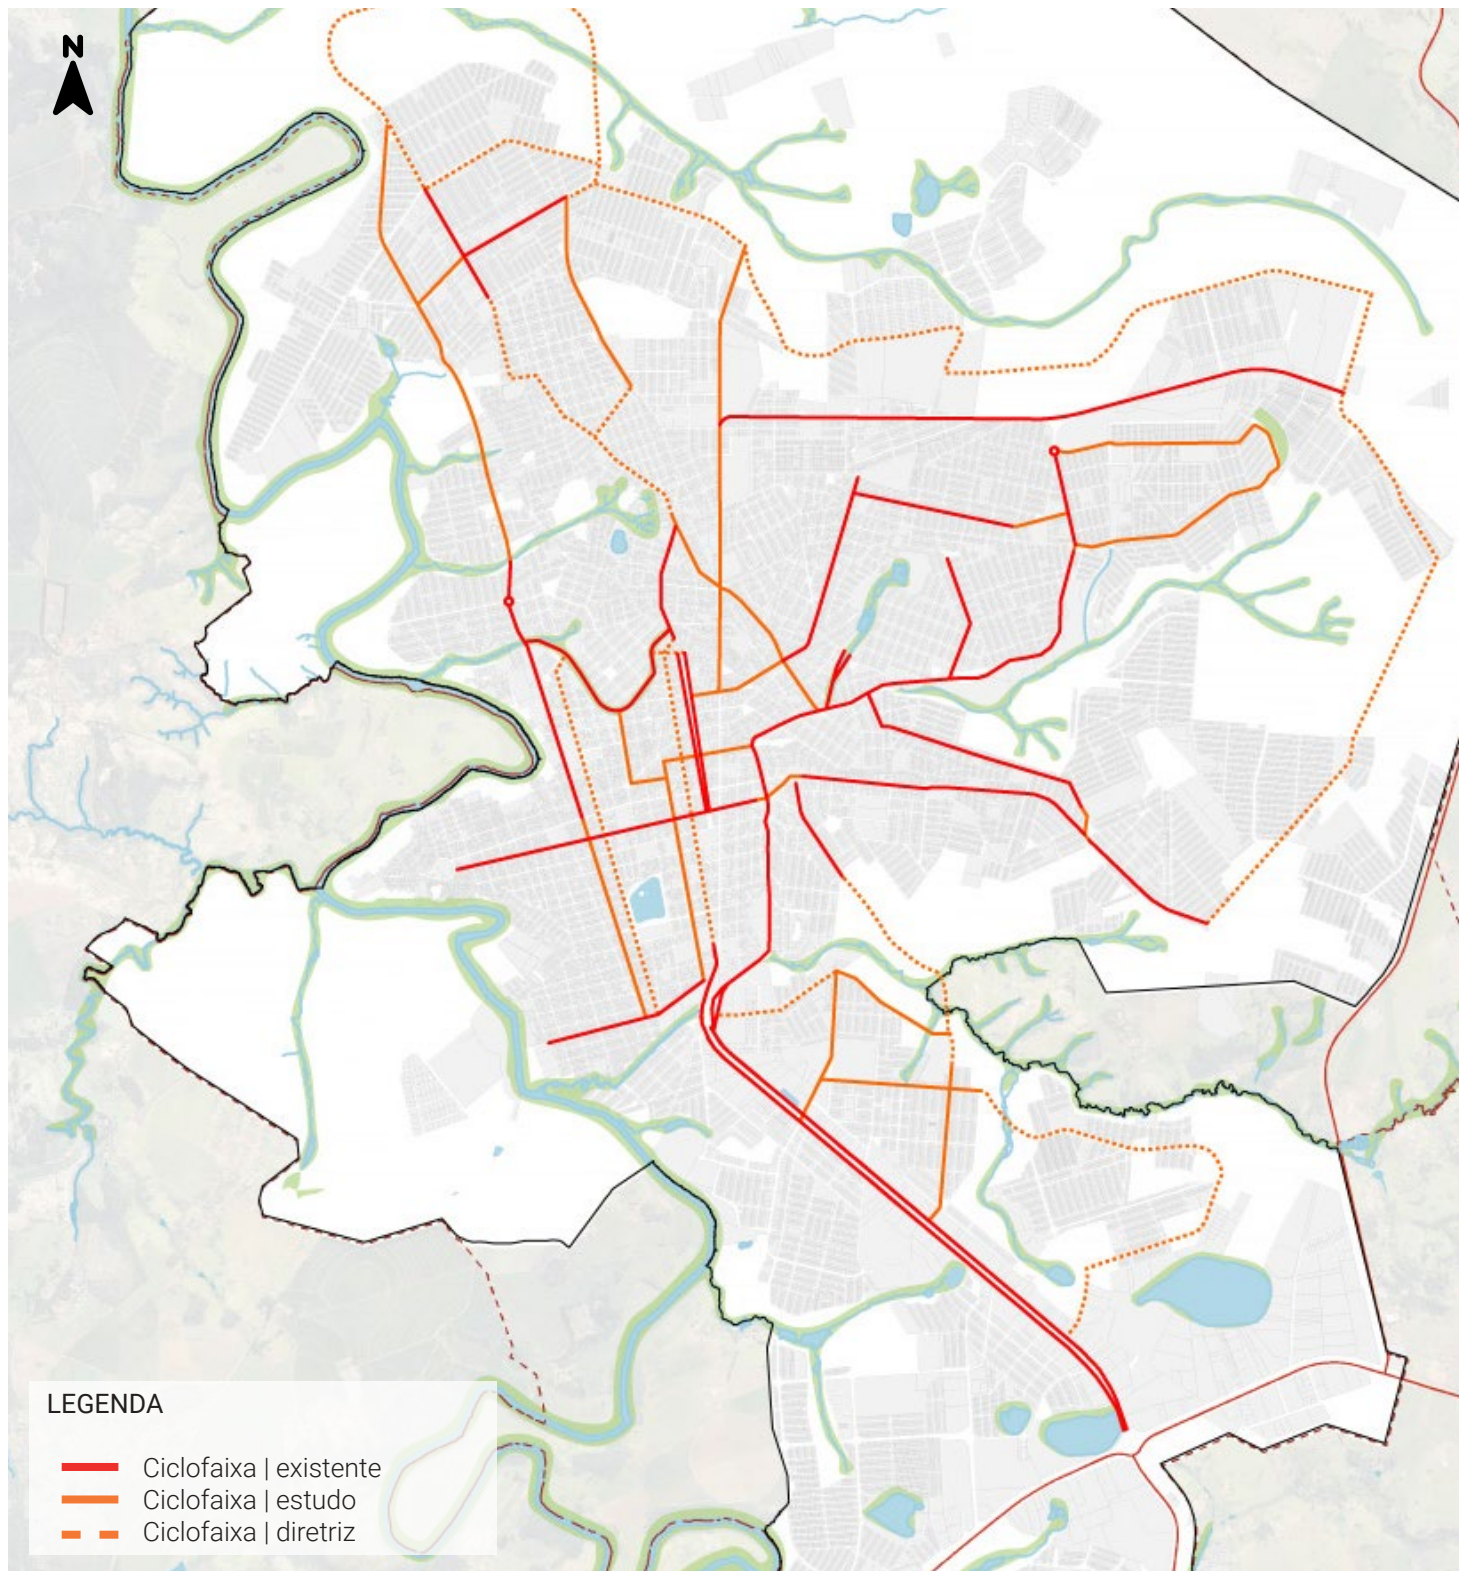 N
LEGENDA
Ciclofaixa | existente
Ciclofaixa | estudo
Ciclofaixa | diretriz